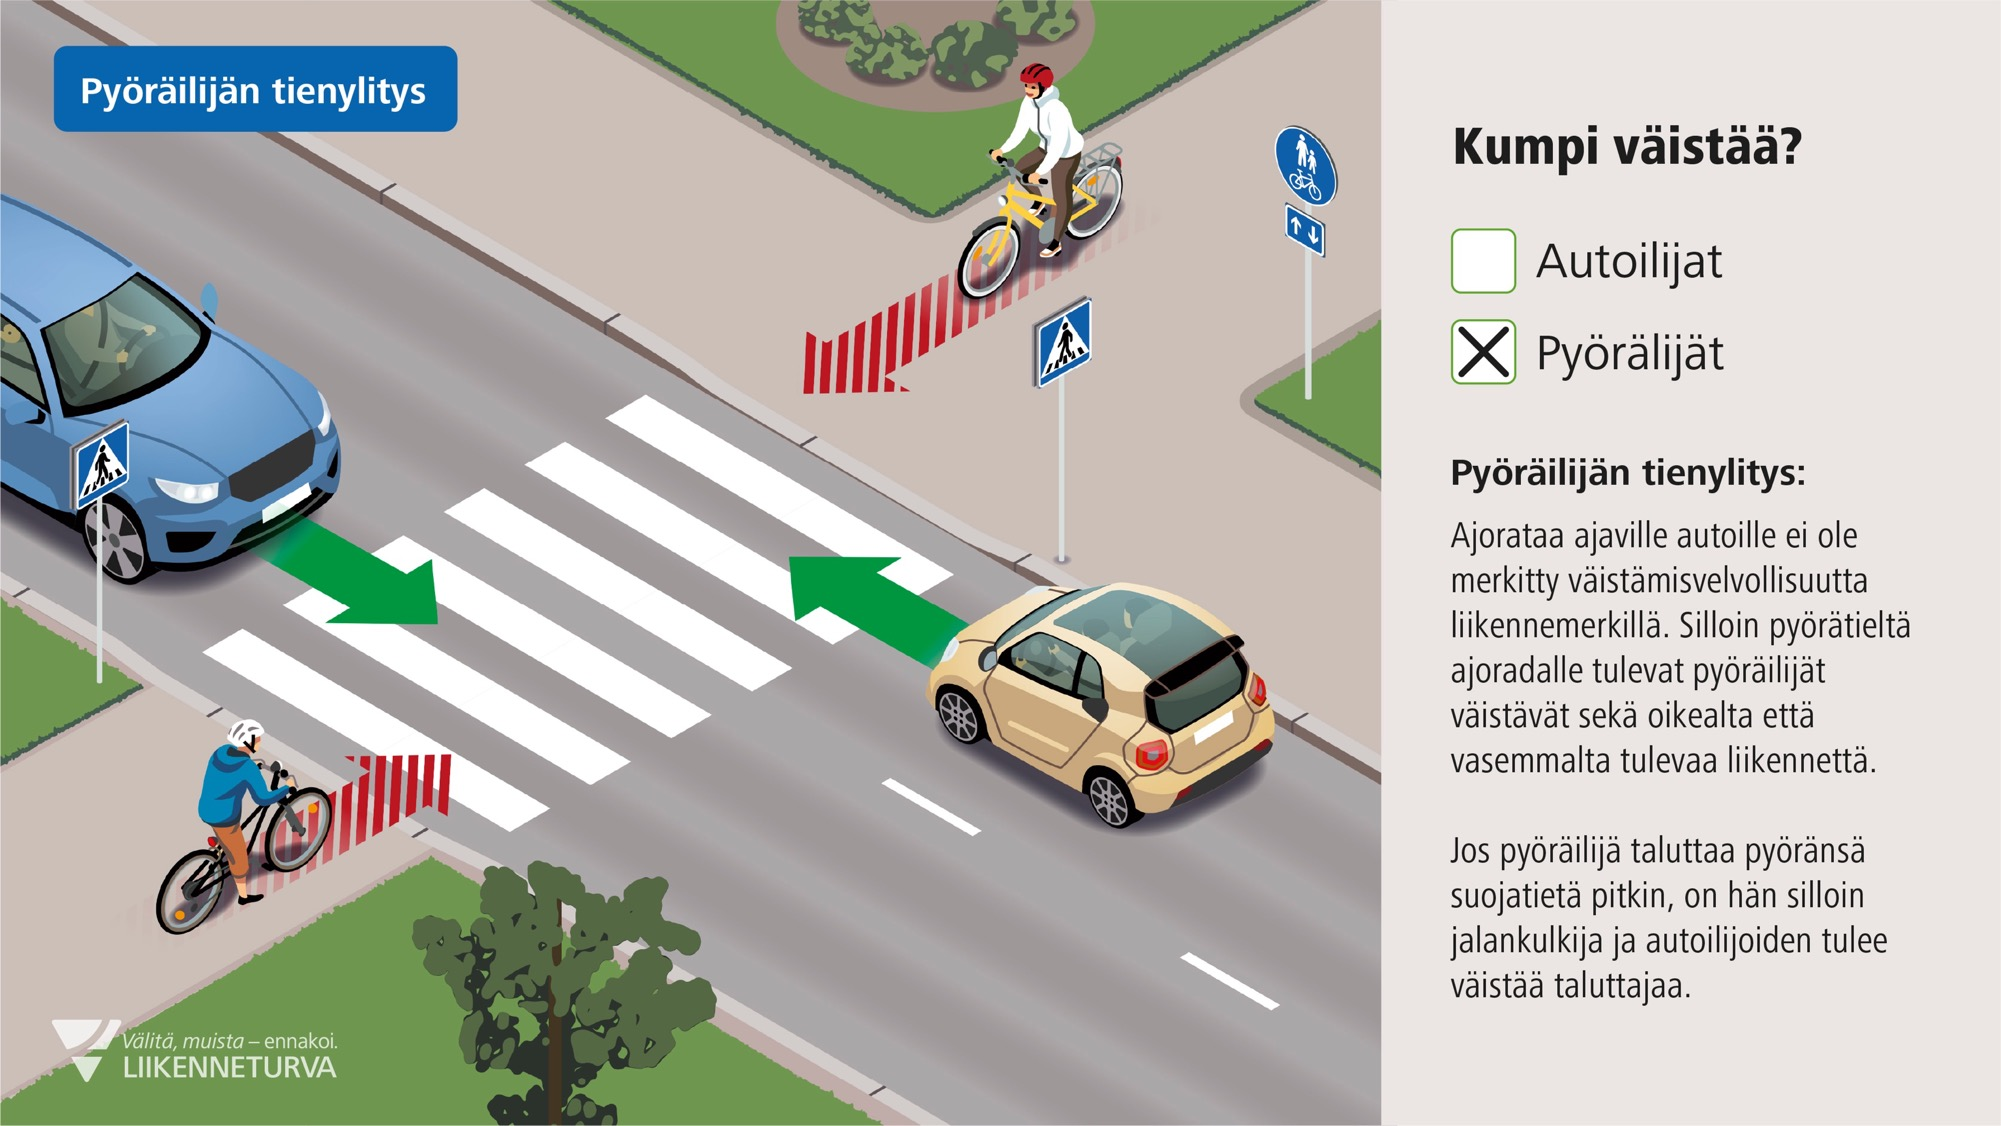 Pyöräilijän tienylitys
Kumpi väistää?
Autoilijat
Pyörälijät
Pyöräilijän tienylitys:
Ajorataa ajaville autoille ei ole
merkitty väistämisvelvollisuutta
liikennemerkillä. Silloin pyörätieltä
ajoradalle tulevat pyöräilijät
väistävät sekä oikealta että
vasemmalta tulevaa liikennettä.
Jos pyöräilijä taluttaa pyöränsä
suojatietä pitkin, on hän silloin
jalankulkija ja autoilijoiden tulee
väistää taluttajaa.
Välitä, muista – ennakoi.
LIIKENNETURVA